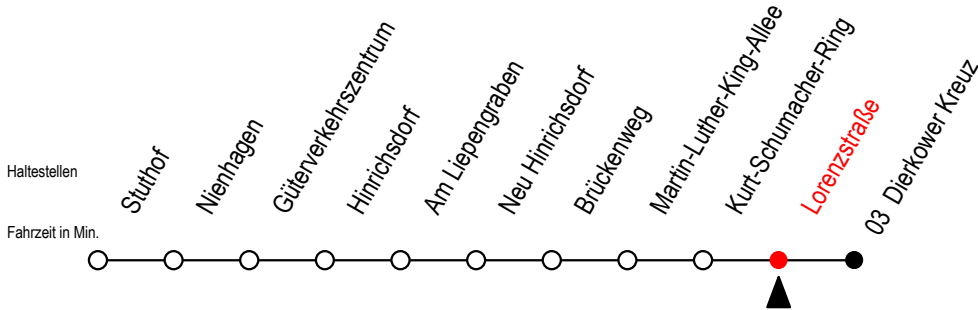 Haltestellen
Fahrzeit in Min.
Stuthof
Nienhagen
Güterverkehrszentrum
Hinrichsdorf
Am Liepengraben
Neu Hinrichsdorf
Brückenweg
Martin-Luther-King-Allee
Kurt-Schumacher-Ring
Lorenzstraße
03 Dierkower Kreuz